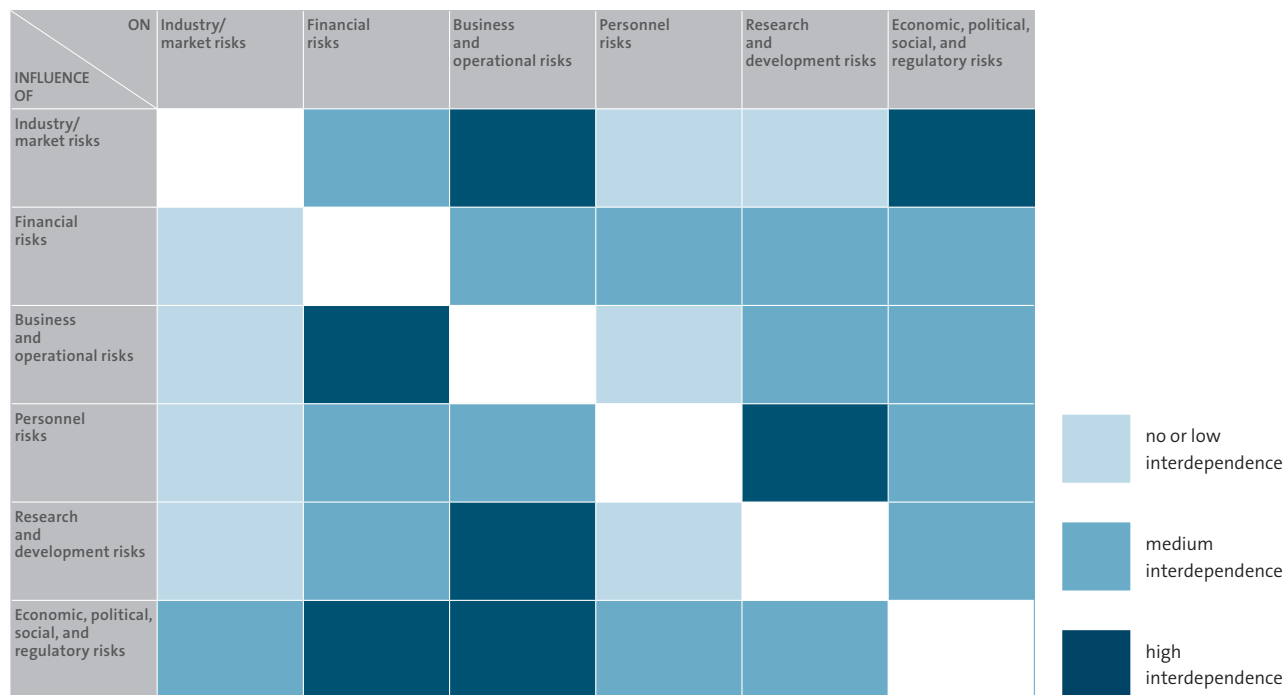 ON
INFLUENCE
OF
Industry/
market risks
Financial
risks
Business
and
operational risks
Personnel
risks
Research
and
development risks
Economic, political,
social, and
regulatory risks
Industry/
market risks
Financial
risks
Business
and
operational risks
Personnel
risks
Research
and
development risks
Economic, political,
social, and
regulatory risks
no or low
interdependence
medium
interdependence
high
interdependence